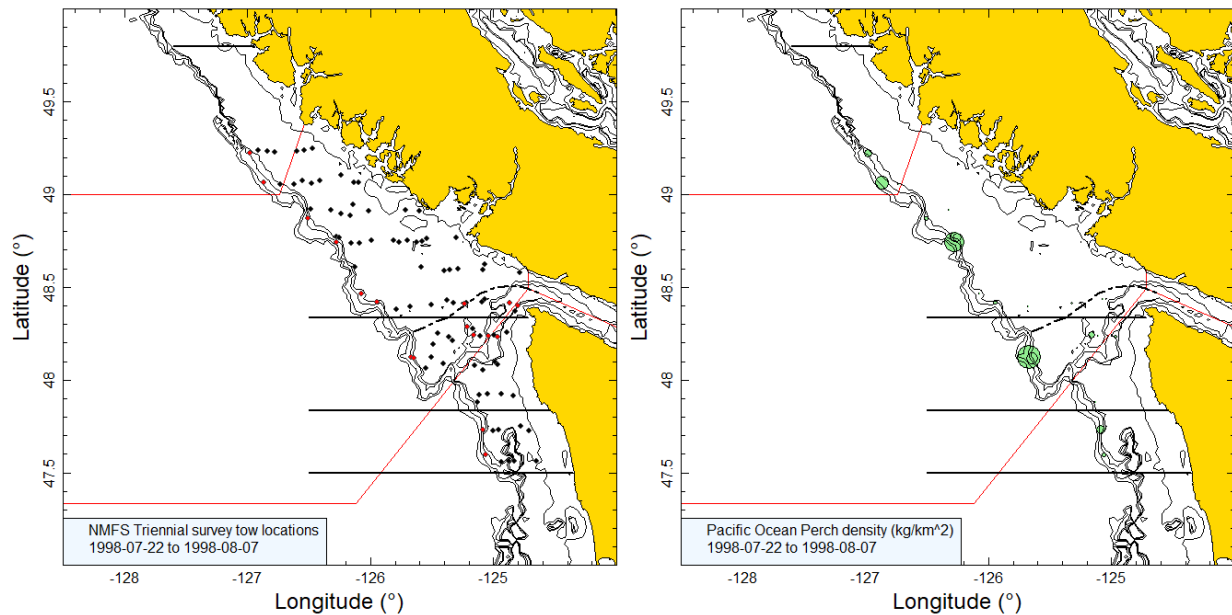 49.5
49
48.5
48
47.5
Latitude (°)
-128
-127
-126
-125
Longitude (°)
NMFS Triennial survey tow locations
1998-07-22 to 1998-08-07
49.5
49
48.5
48
47.5
Latitude (°)
-128
-127
-126
-125
Longitude (°)
Pacific Ocean Perch density (kg/km^2)
1998-07-22 to 1998-08-07